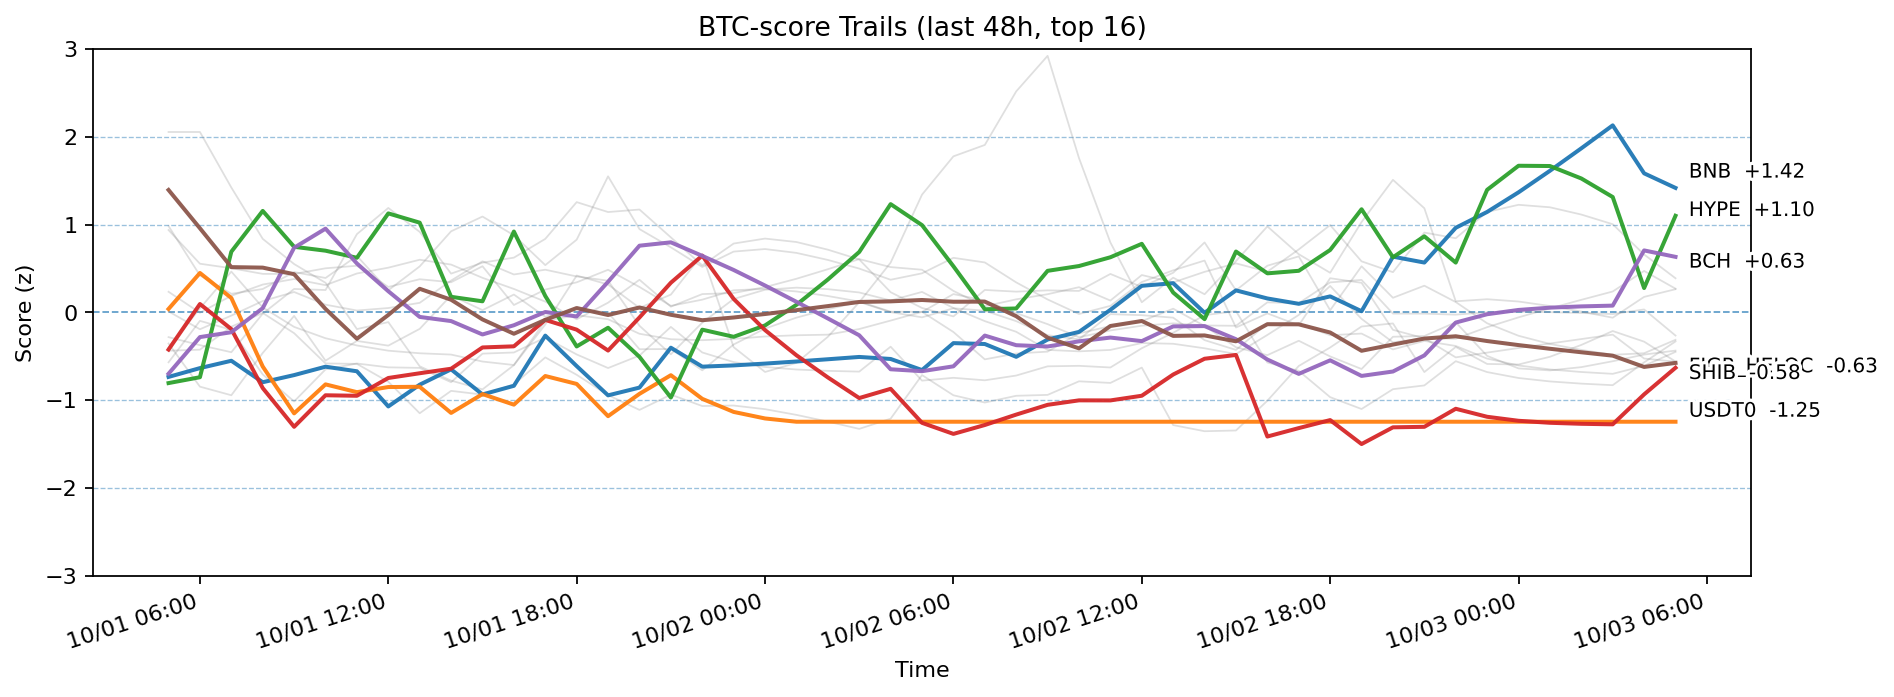 BTC-score Trails (last 48h, top 16)
Score (z)
3
2
1
0
−1
−2
−3
BNB +1.42
HYPE +1.10
BCH +0.63
-0.63
SHIB -0.58
USDT0 -1.25
10/01 06:00
10/01 12:00
10/01 18:00
10/02 00:00
10/02 06:00
10/02 12:00
10/02 18:00
10/03 00:00
10/03 06:00
Time